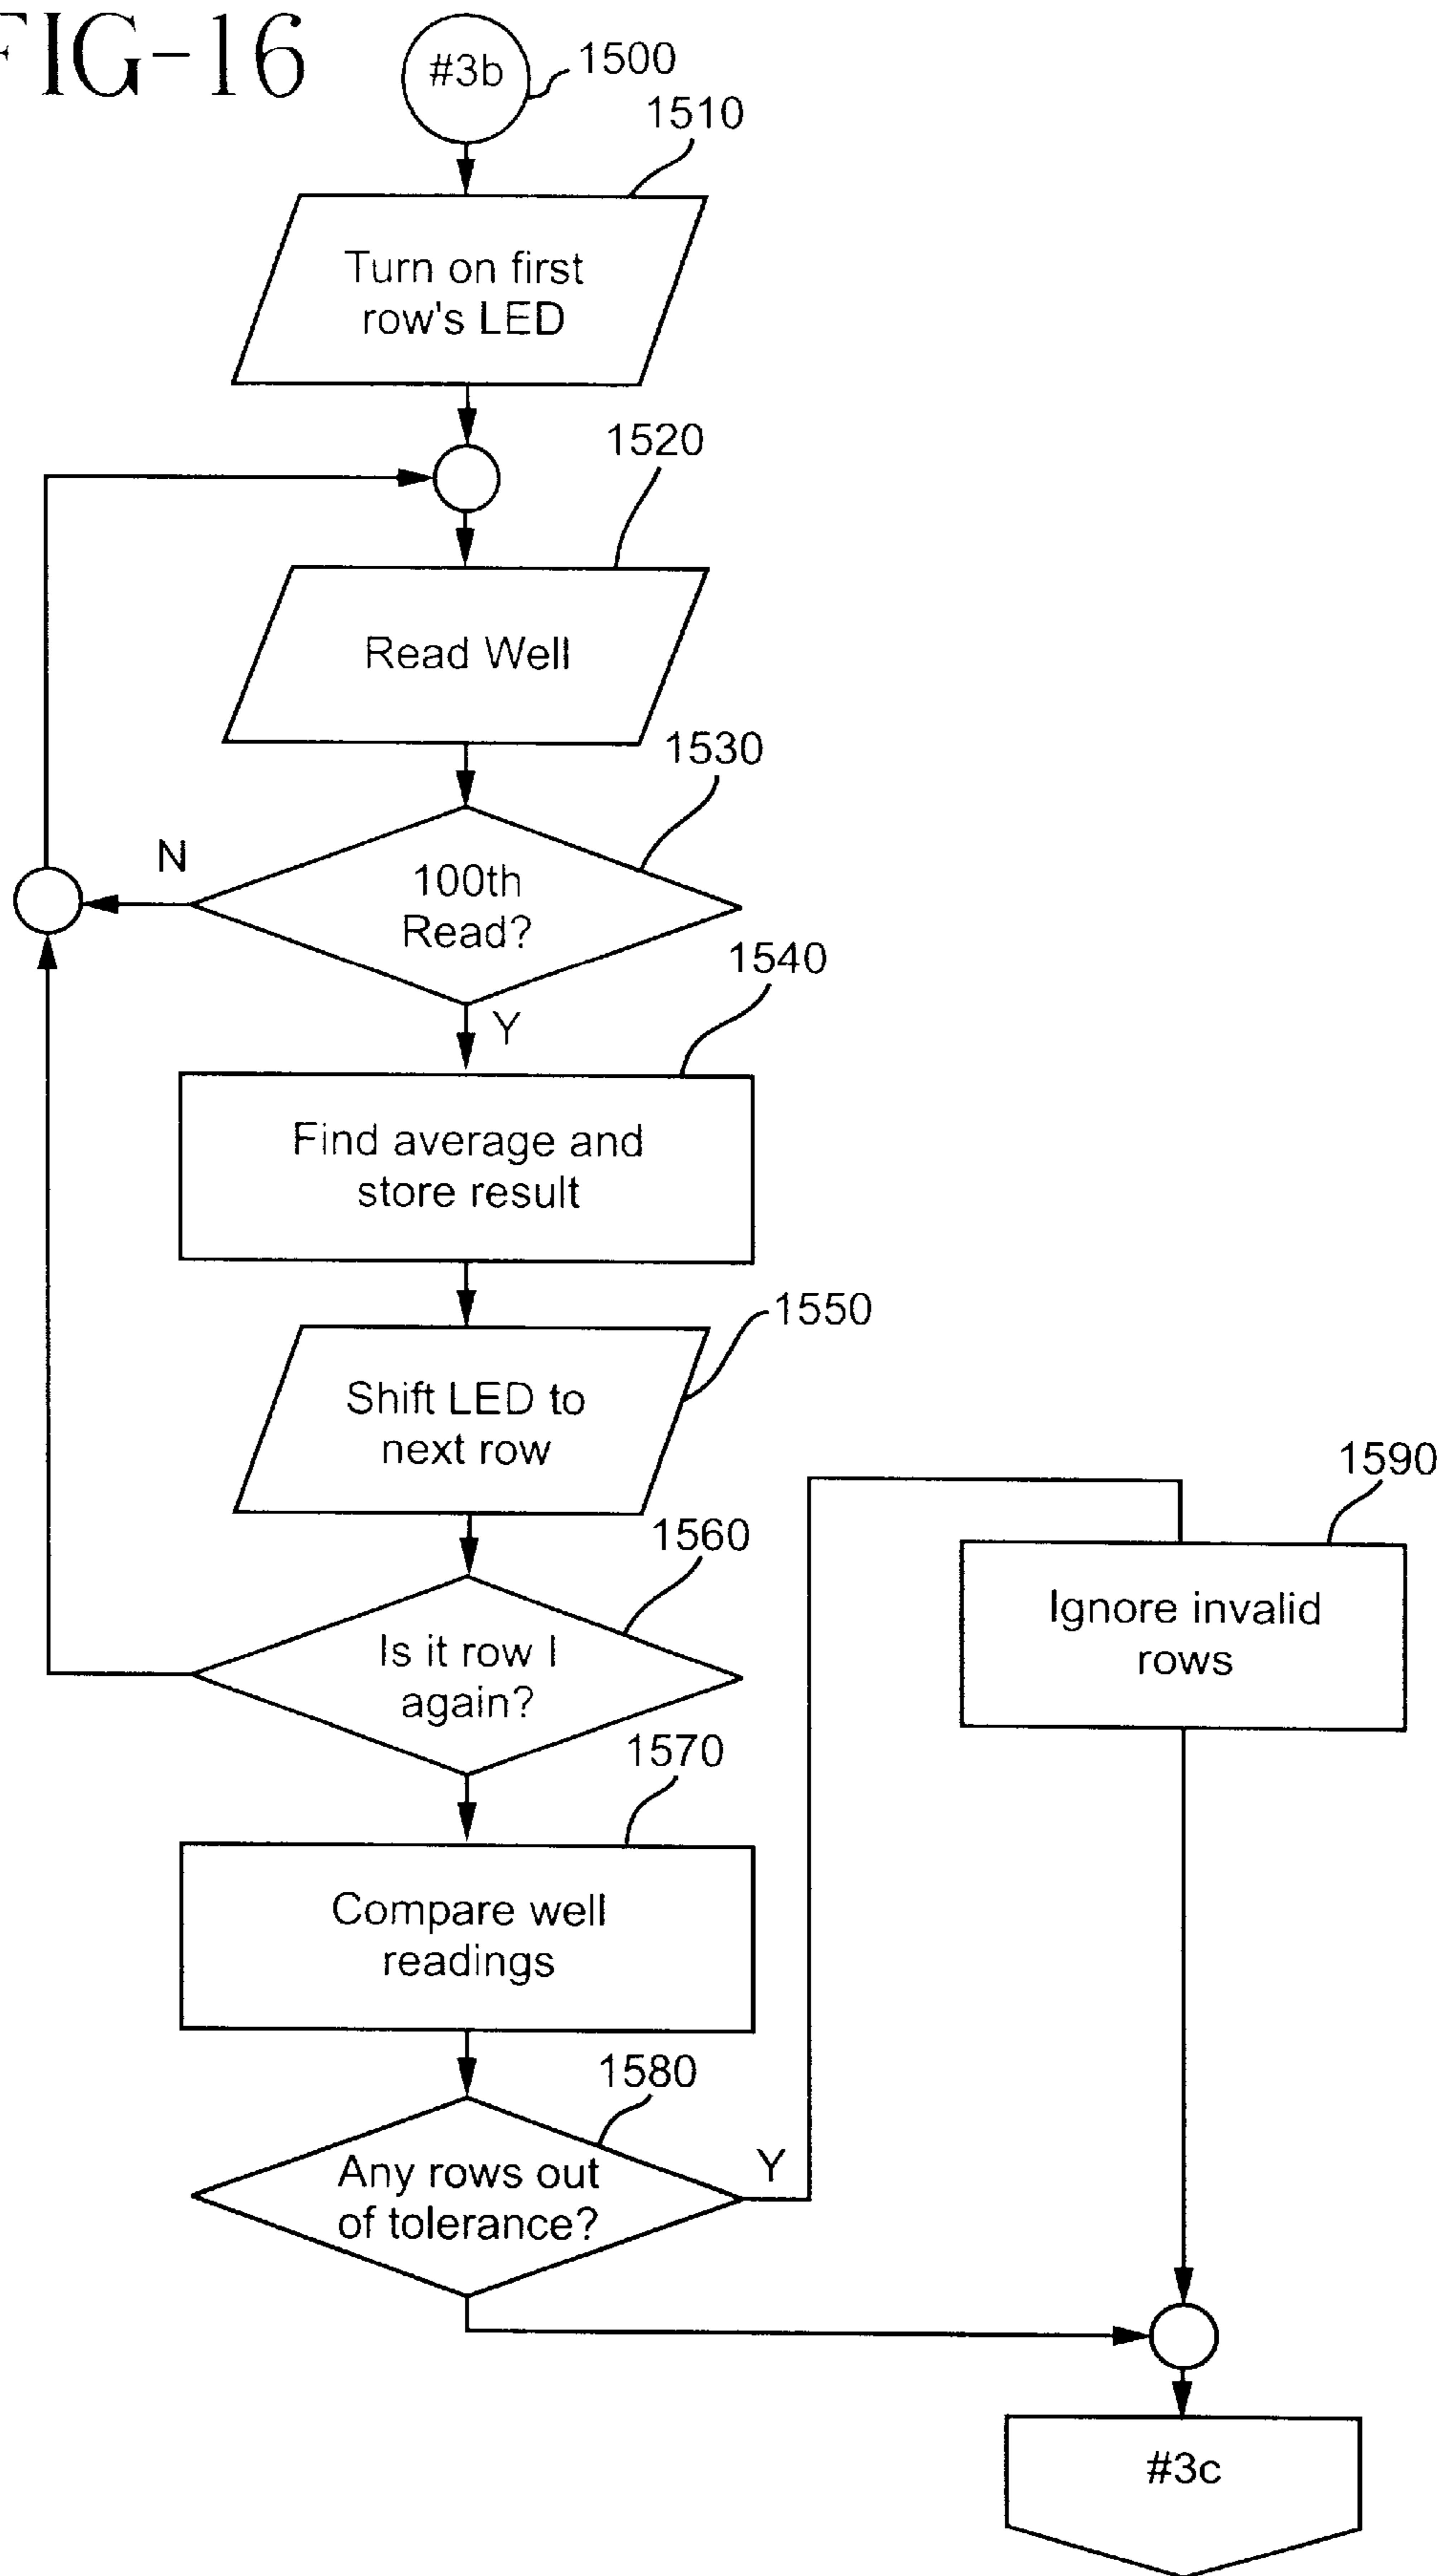 FIG-16
#3b
1500
1510
Turn on first
row's LED
1520
Read Well
1530
N
100th
Read?
1540
Y
Find average and
store result
1550
Shift LED to
next row
1560
1590
Is it row I
again?
Ignore invalid
rows
1570
Compare well
readings
1580
Any rows out
of tolerance?
Y
#3c